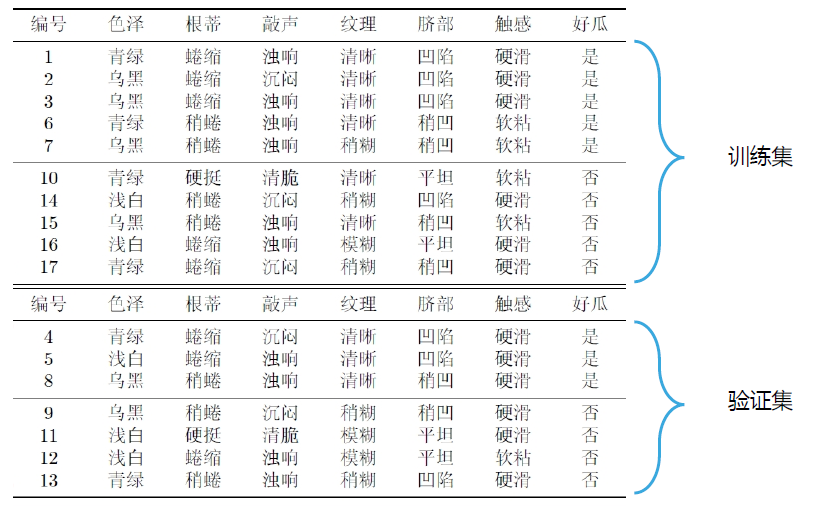 编号 色泽 根蒂 敲声 纹理 脐部 触感 好瓜
1 青绿 蜷缩 浊响 清晰 凹陷 硬滑 是
2 乌黑 蜷缩 沉闷 清晰 凹陷 硬滑 是
3 乌黑 蜷缩 浊响 清晰 凹陷 硬滑 是
6 青绿 稍蜷 浊响 清晰 稍凹 软粘 是
7 乌黑 稍蜷 浊响 稍糊 稍凹 软粘 是
训练集
10 青绿 硬挺 清脆 清晰 平坦 软粘 否
14 浅白 稍蜷 沉闷 稍糊 凹陷 硬滑 否
15 乌黑 稍蜷 浊响 清晰 稍凹 软粘 否
16 浅白 蜷缩 浊响 模糊 平坦 硬滑 否
17 青绿 蜷缩 沉闷 稍糊 稍凹 硬滑 否
编号 色泽 根蒂 敲声 纹理 脐部 触感 好瓜
4 青绿 蜷缩 沉闷 清晰 凹陷 硬滑 是
5 浅白 蜷缩 浊响 清晰 凹陷 硬滑 是
8 乌黑 稍蜷 浊响 清晰 稍凹 硬滑 是
验证集
9 乌黑 稍蜷 沉闷 稍糊 稍凹 硬滑 否
11 浅白 硬挺 清脆 模糊 平坦 硬滑 否
12 浅白 蜷缩 浊响 模糊 平坦 软粘 否
13 青绿 稍蜷 浊响 稍糊 凹陷 硬滑 否